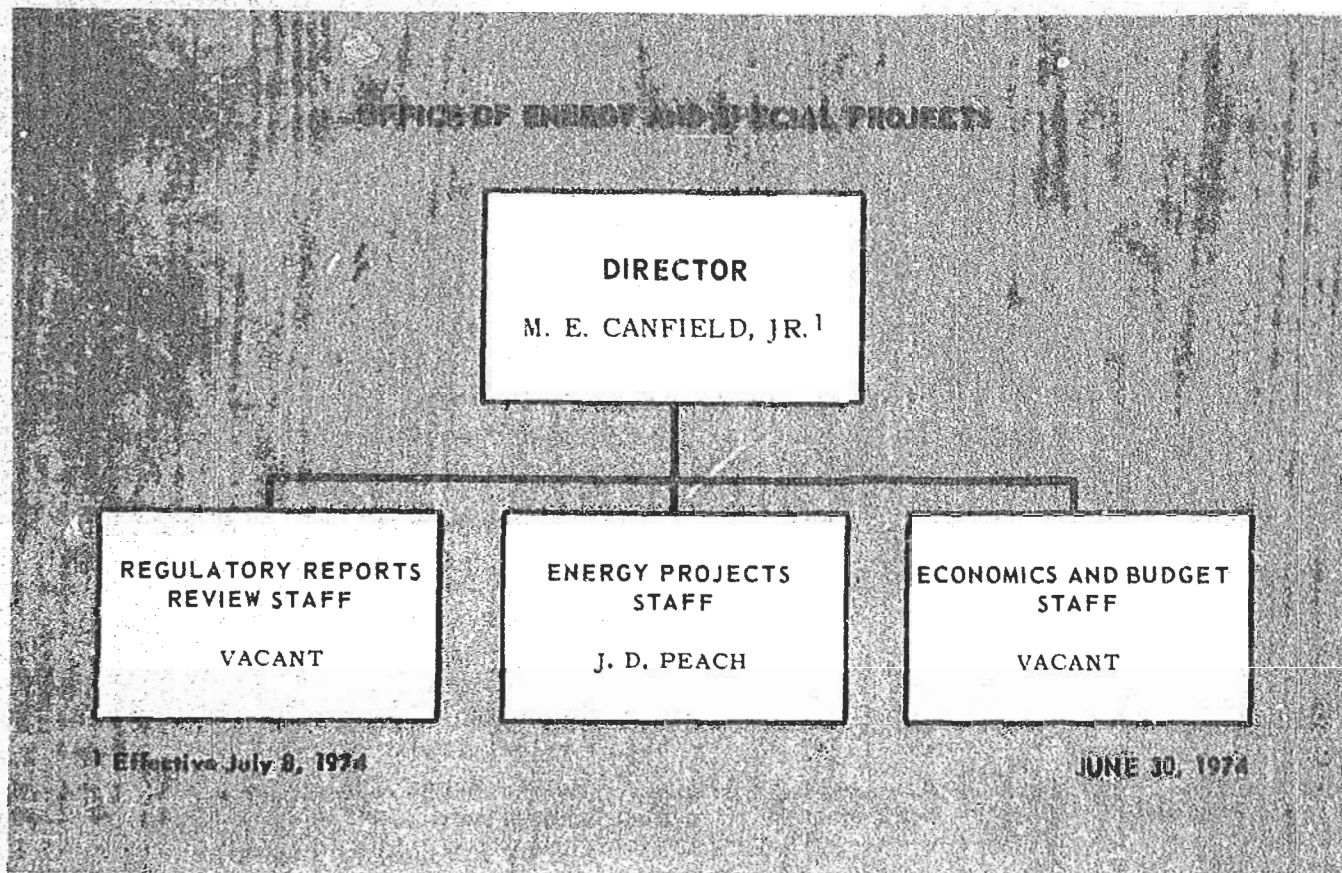 OFFICE OF ENERGY AND SPECIAL PROJECTS
DIRECTOR
M. E. CANFIELD, JR.¹
REGULATORY REPORTS
REVIEW STAFF
VACANT
ENERGY PROJECTS
STAFF
J. D. PEACH
ECONOMICS AND BUDGET
STAFF
VACANT
¹ Effective July 8, 1974
JUNE 30, 1974